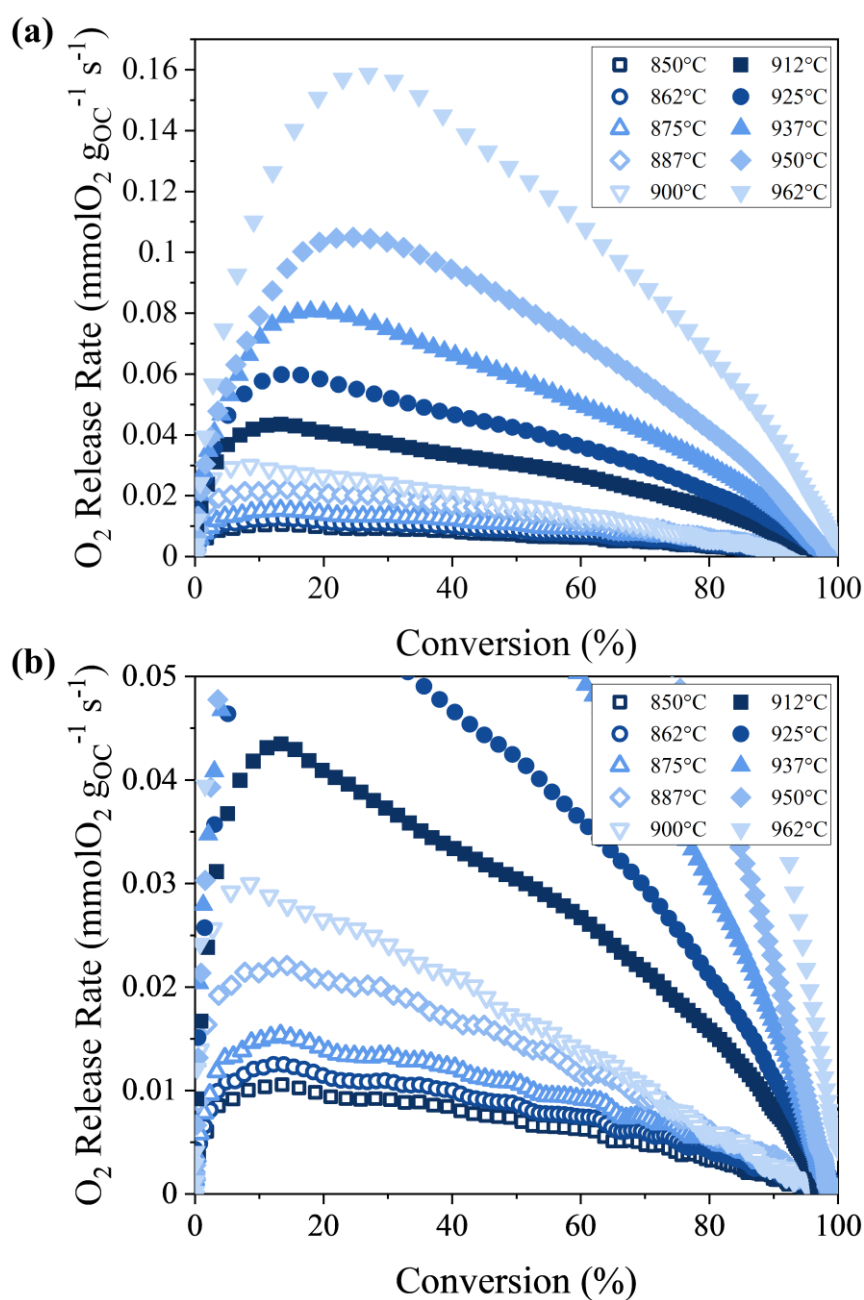 (a)
O₂ Release Rate (mmolO₂ gOC⁻¹ s⁻¹)
0.16
0.14
0.12
0.1
0.08
0.06
0.04
0.02
0
850°C 912°C
862°C 925°C
875°C 937°C
887°C 950°C
900°C 962°C
0 20 40 60 80 100
Conversion (%)
(b)
O₂ Release Rate (mmolO₂ gOC⁻¹ s⁻¹)
0.05
0.04
0.03
0.02
0.01
0
850°C 912°C
862°C 925°C
875°C 937°C
887°C 950°C
900°C 962°C
0 20 40 60 80 100
Conversion (%)